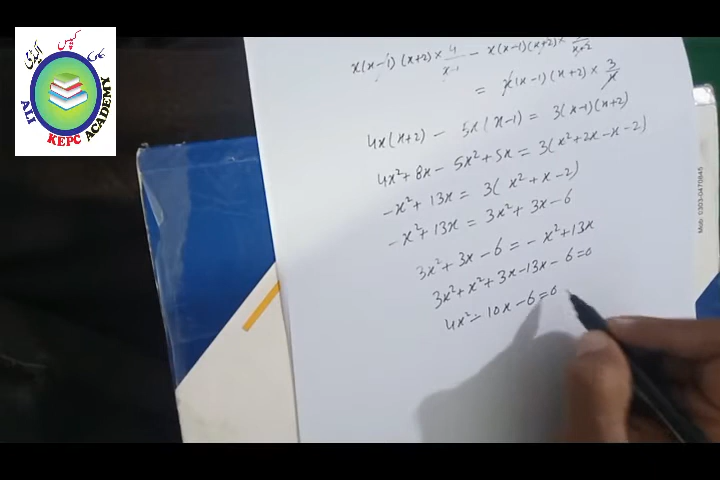 علی کیپس اکیڈمی
ALI KEPC ACADEMY
x(x-1)(x+2) × 4/x-1 - x(x-1)(x+2) × 5/x+2
= x(x-1)(x+2) × 3/x
4x(x+2) - 5x(x-1) = 3(x-1)(x+2)
4x²+8x-5x²+5x = 3(x²+2x-x-2)
-x²+13x = 3(x²+x-2)
-x²+13x = 3x²+3x-6
3x²+3x-6 = -x²+13x
3x²+x²+3x-13x-6=0
4x²-10x-6=0